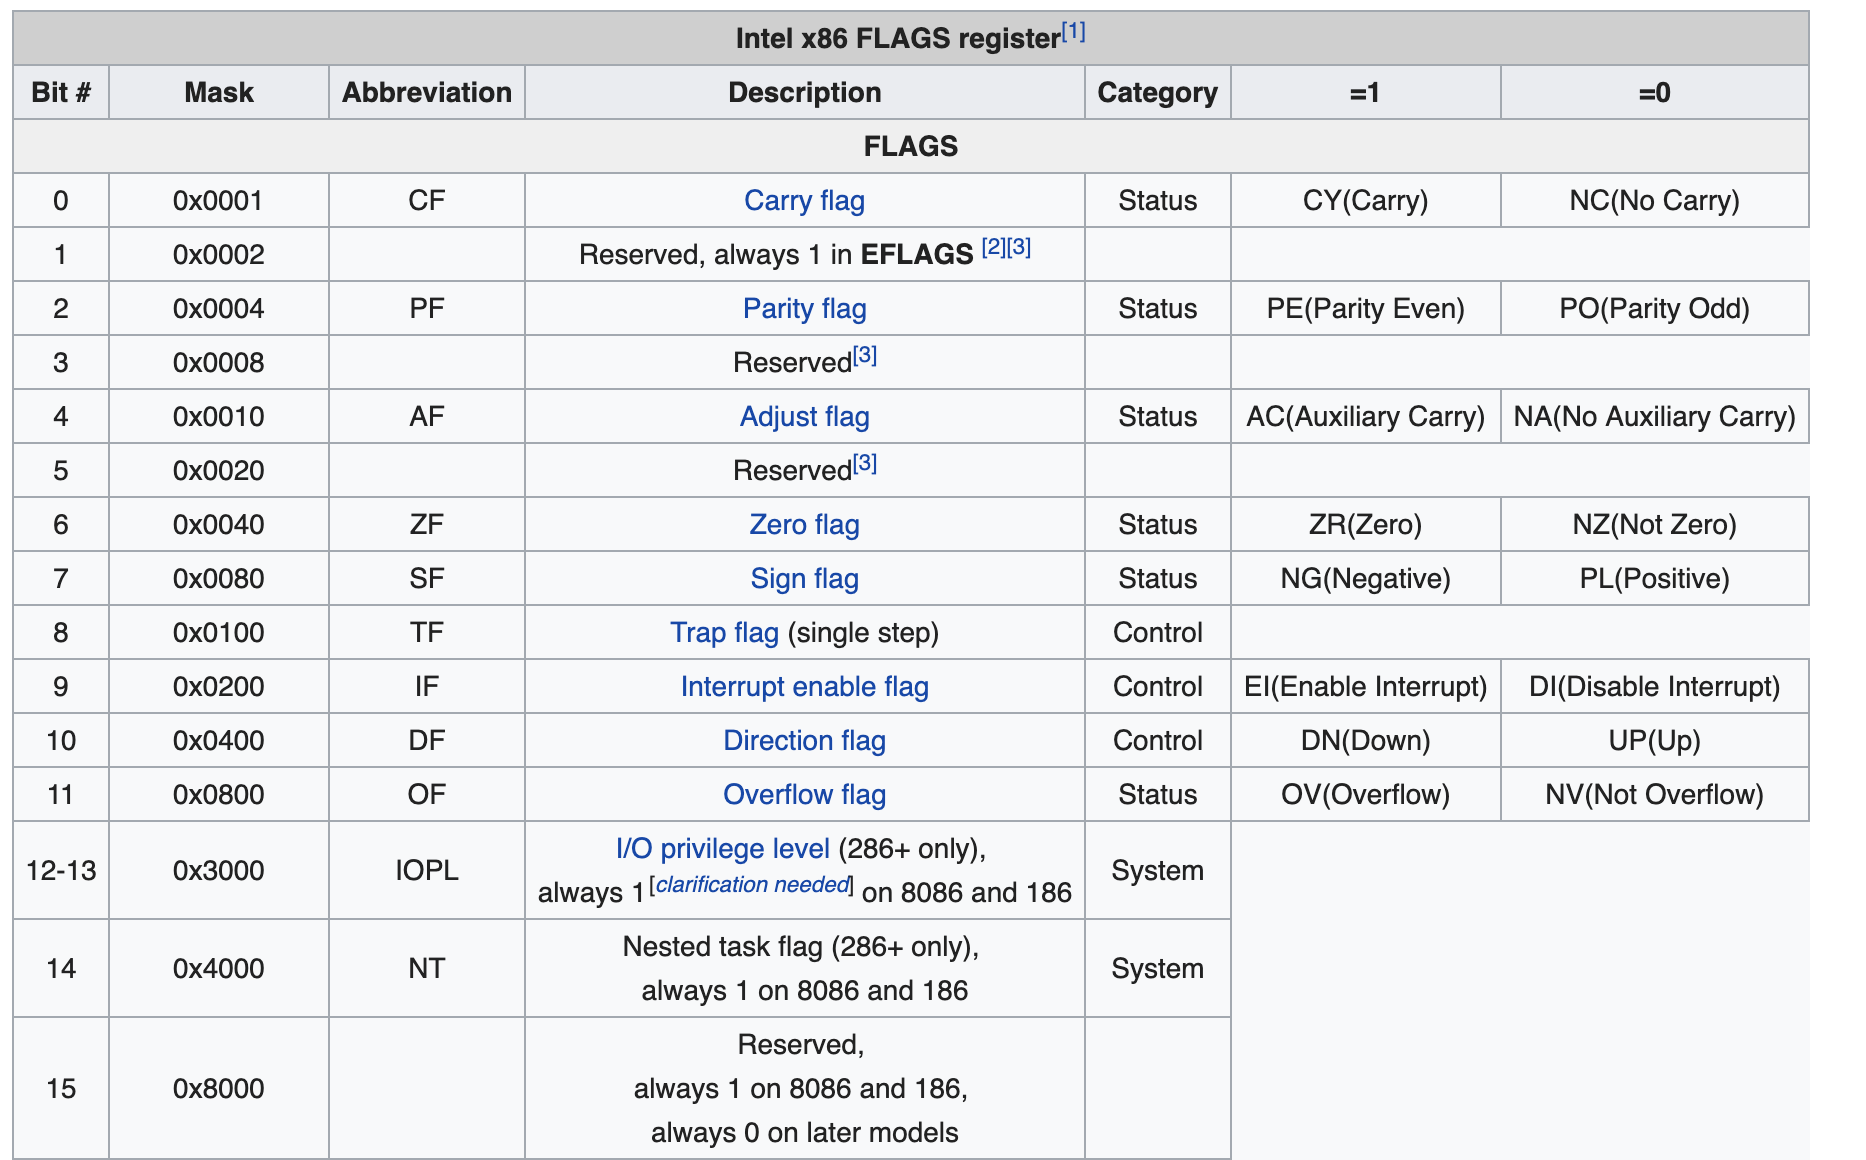 Intel x86 FLAGS register[1]
Bit # Mask Abbreviation Description Category =1 =0
FLAGS
0 0x0001 CF Carry flag Status CY(Carry) NC(No Carry)
1 0x0002 Reserved, always 1 in EFLAGS [2][3]
2 0x0004 PF Parity flag Status PE(Parity Even) PO(Parity Odd)
3 0x0008 Reserved[3]
4 0x0010 AF Adjust flag Status AC(Auxiliary Carry) NA(No Auxiliary Carry)
5 0x0020 Reserved[3]
6 0x0040 ZF Zero flag Status ZR(Zero) NZ(Not Zero)
7 0x0080 SF Sign flag Status NG(Negative) PL(Positive)
8 0x0100 TF Trap flag (single step) Control
9 0x0200 IF Interrupt enable flag Control EI(Enable Interrupt) DI(Disable Interrupt)
10 0x0400 DF Direction flag Control DN(Down) UP(Up)
11 0x0800 OF Overflow flag Status OV(Overflow) NV(Not Overflow)
12-13 0x3000 IOPL I/O privilege level (286+ only),
always 1[clarification needed] on 8086 and 186 System
14 0x4000 NT Nested task flag (286+ only),
always 1 on 8086 and 186 System
15 0x8000 Reserved,
always 1 on 8086 and 186,
always 0 on later models